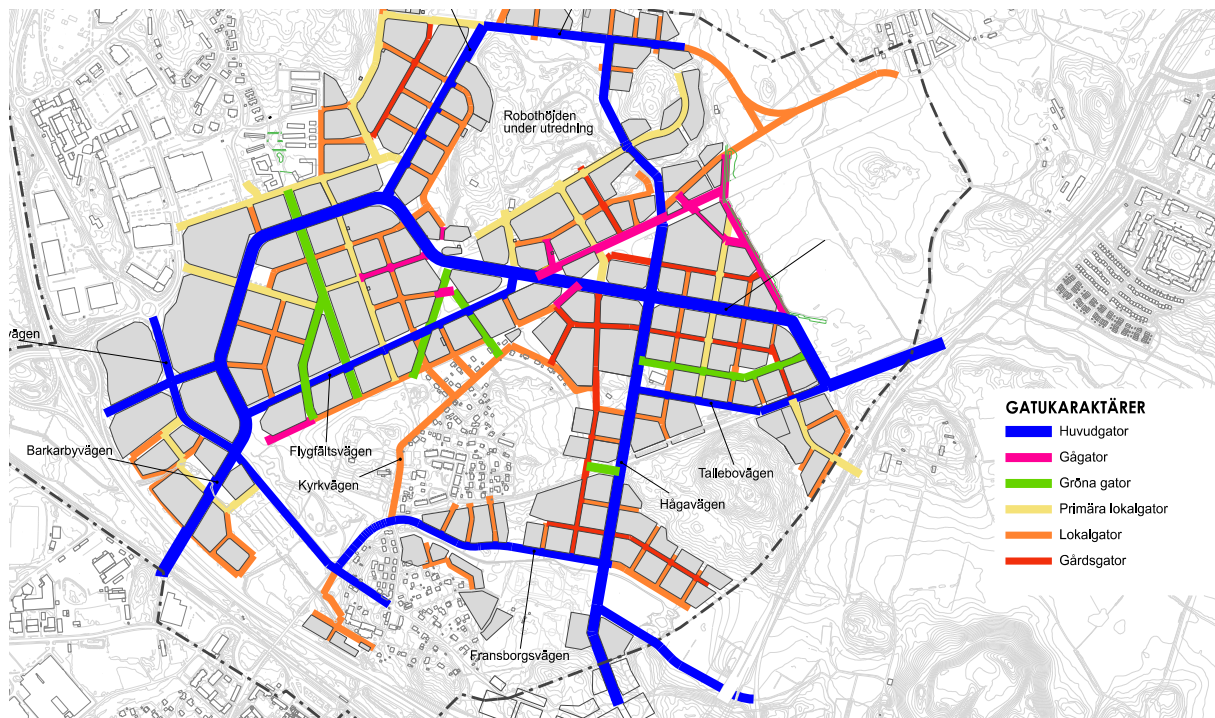 Robothöjden
under utredning
vägen
GATUKARAKTÄRER
Huvudgator
Gågator
Gröna gator
Primära lokalgator
Lokalgator
Gårdsgator
Barkarbyvägen
Flygfältsvägen
Kyrkvägen
Tallebovägen
Hågavägen
Fransborgsvägen